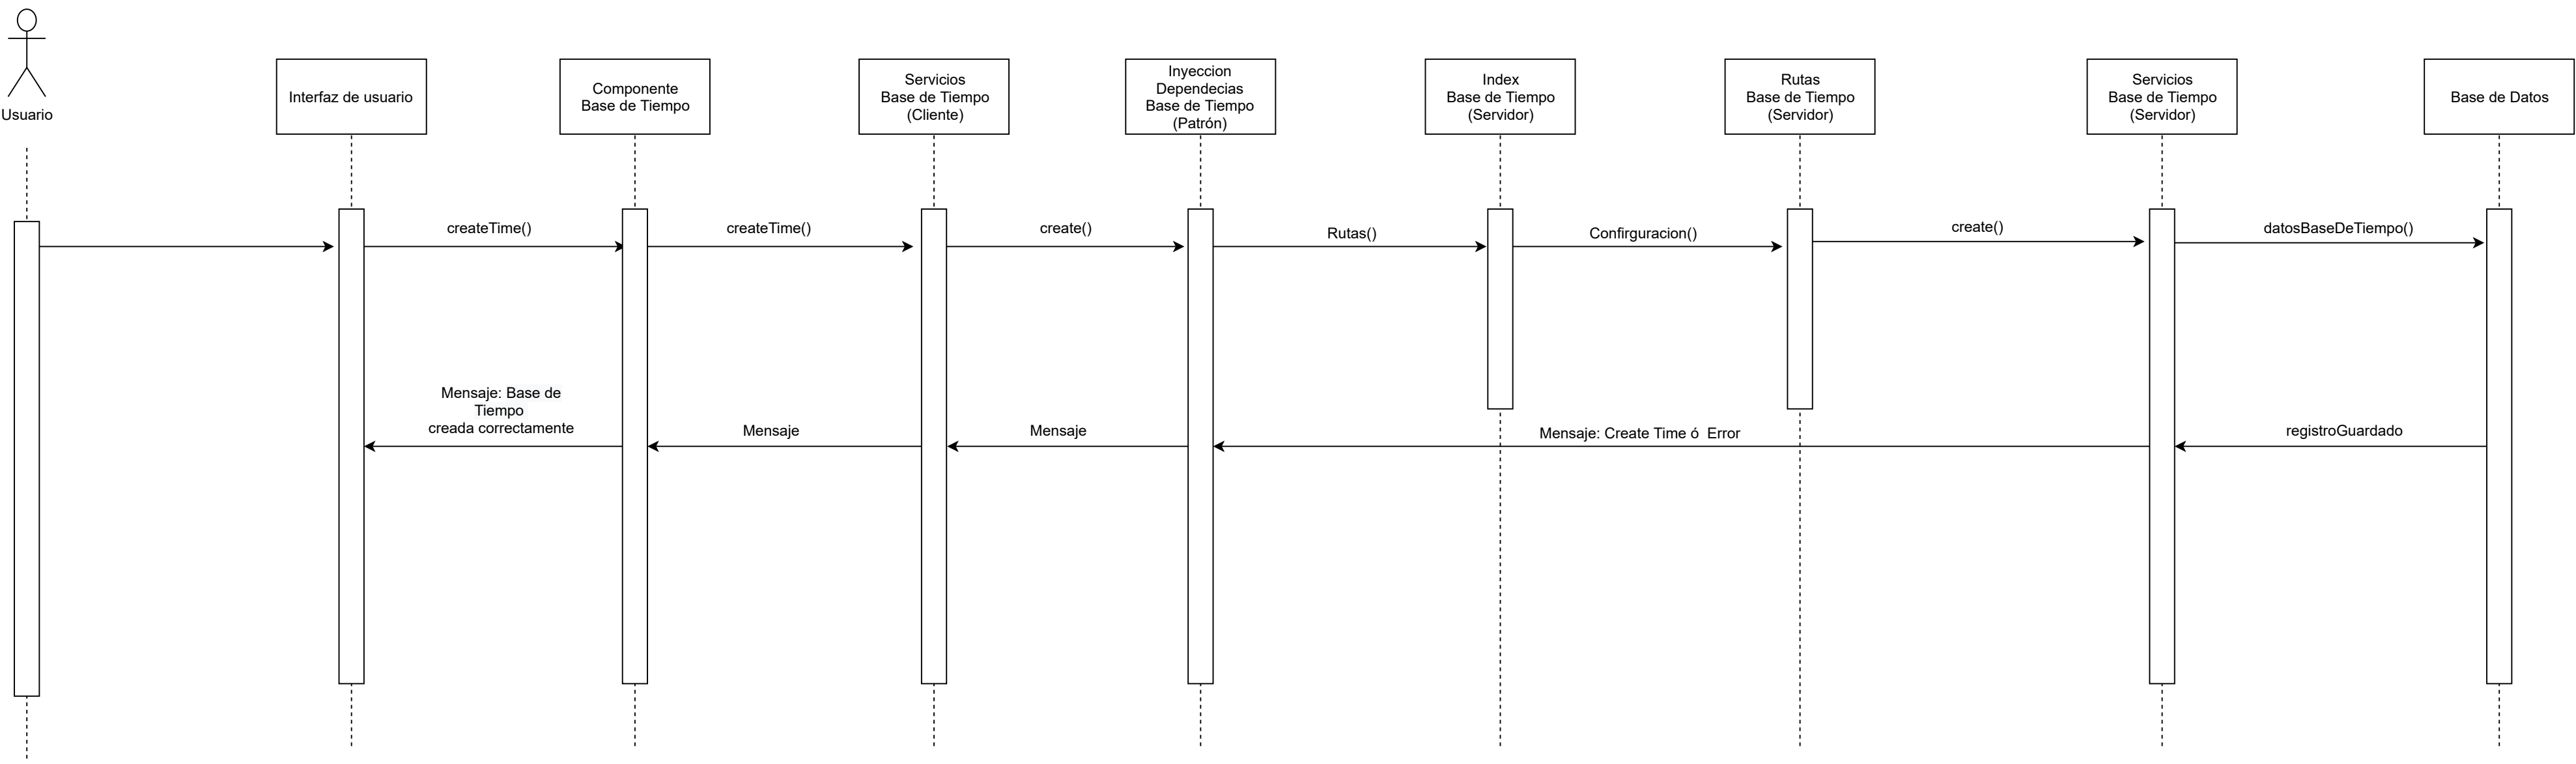 Usuario
Interfaz de usuario
Componente
Base de Tiempo
Servicios
Base de Tiempo
(Cliente)
Inyeccion
Dependecias
Base de Tiempo
(Patrón)
Index
Base de Tiempo
(Servidor)
Rutas
Base de Tiempo
(Servidor)
Servicios
Base de Tiempo
(Servidor)
Base de Datos
createTime()
createTime()
create()
Rutas()
Confirguracion()
create()
datosBaseDeTiempo()
Mensaje: Base de
Tiempo
creada correctamente
Mensaje
Mensaje
Mensaje: Create Time ó  Error
registroGuardado